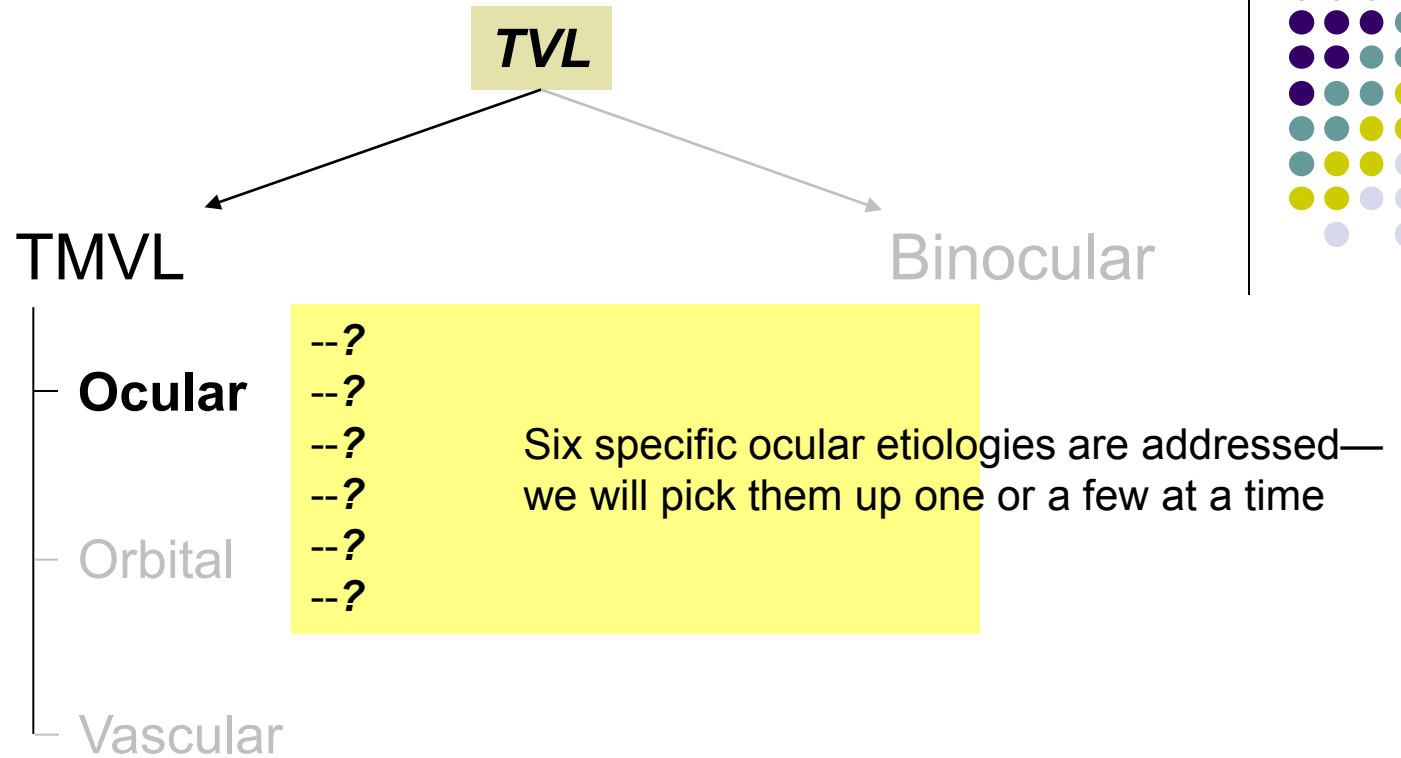 TVL
TMVL
Binocular
Ocular
Orbital
Vascular
--?
--?
--?
--?
--?
--?
Six specific ocular etiologies are addressed—
we will pick them up one or a few at a time